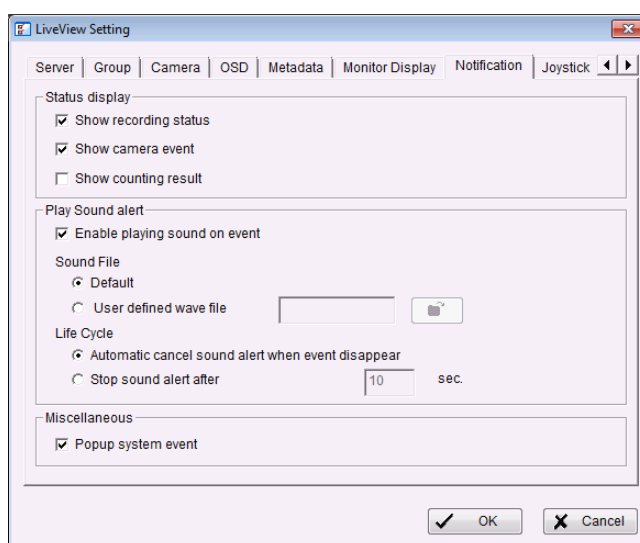 LiveView Setting
Server Group Camera OSD Metadata Monitor Display Notification Joystick
Status display
Show recording status
Show camera event
Show counting result
Play Sound alert
Enable playing sound on event
Sound File
Default
User defined wave file
Life Cycle
Automatic cancel sound alert when event disappear
Stop sound alert after 10 sec.
Miscellaneous
Popup system event
OK Cancel